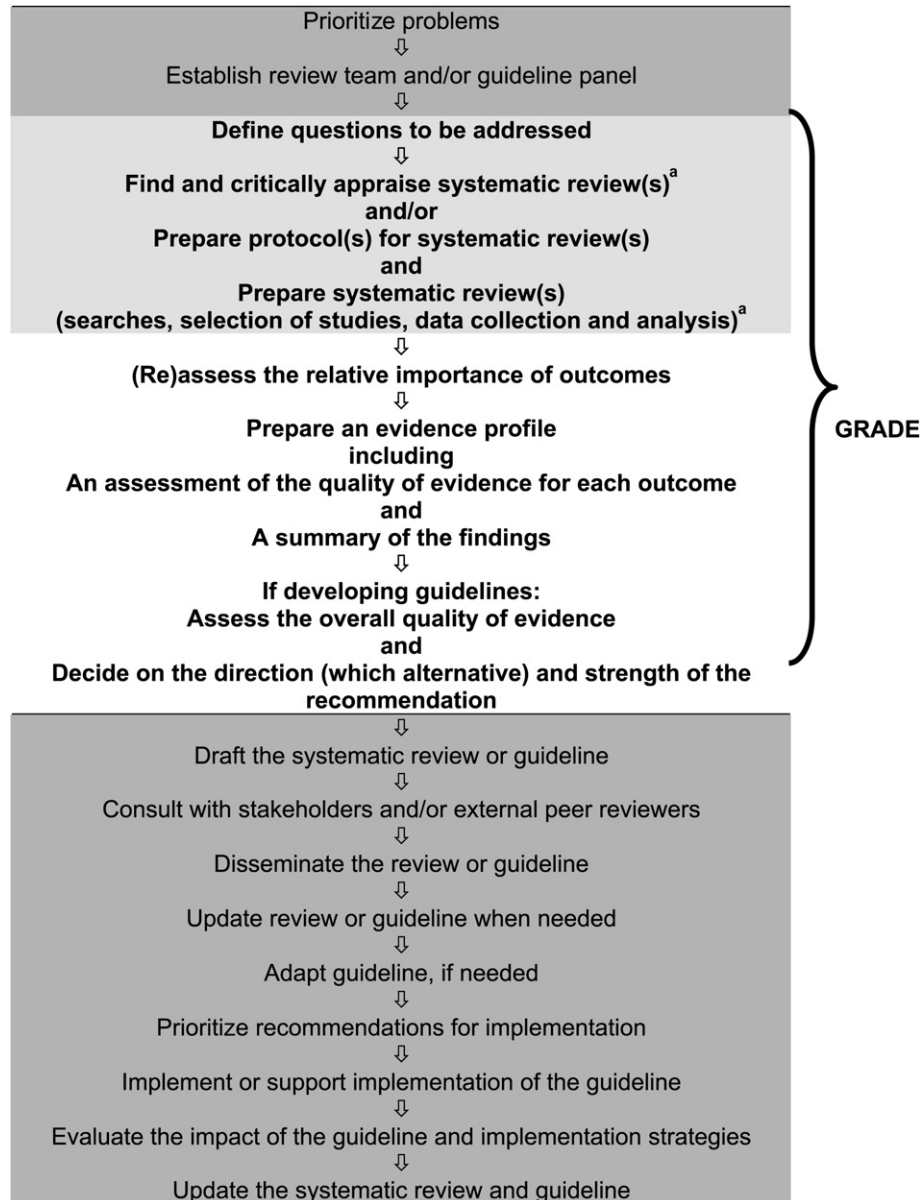 Prioritize problems
⇩
Establish review team and/or guideline panel
⇩
Define questions to be addressed
⇩
Find and critically appraise systematic review(s)ᵃ
and/or
Prepare protocol(s) for systematic review(s)
and
Prepare systematic review(s)
(searches, selection of studies, data collection and analysis)ᵃ
⇩
(Re)assess the relative importance of outcomes
⇩
Prepare an evidence profile
including
An assessment of the quality of evidence for each outcome
and
A summary of the findings
⇩
If developing guidelines:
Assess the overall quality of evidence
and
Decide on the direction (which alternative) and strength of the
recommendation
GRADE
⇩
Draft the systematic review or guideline
⇩
Consult with stakeholders and/or external peer reviewers
⇩
Disseminate the review or guideline
⇩
Update review or guideline when needed
⇩
Adapt guideline, if needed
⇩
Prioritize recommendations for implementation
⇩
Implement or support implementation of the guideline
⇩
Evaluate the impact of the guideline and implementation strategies
⇩
Update the systematic review and guideline